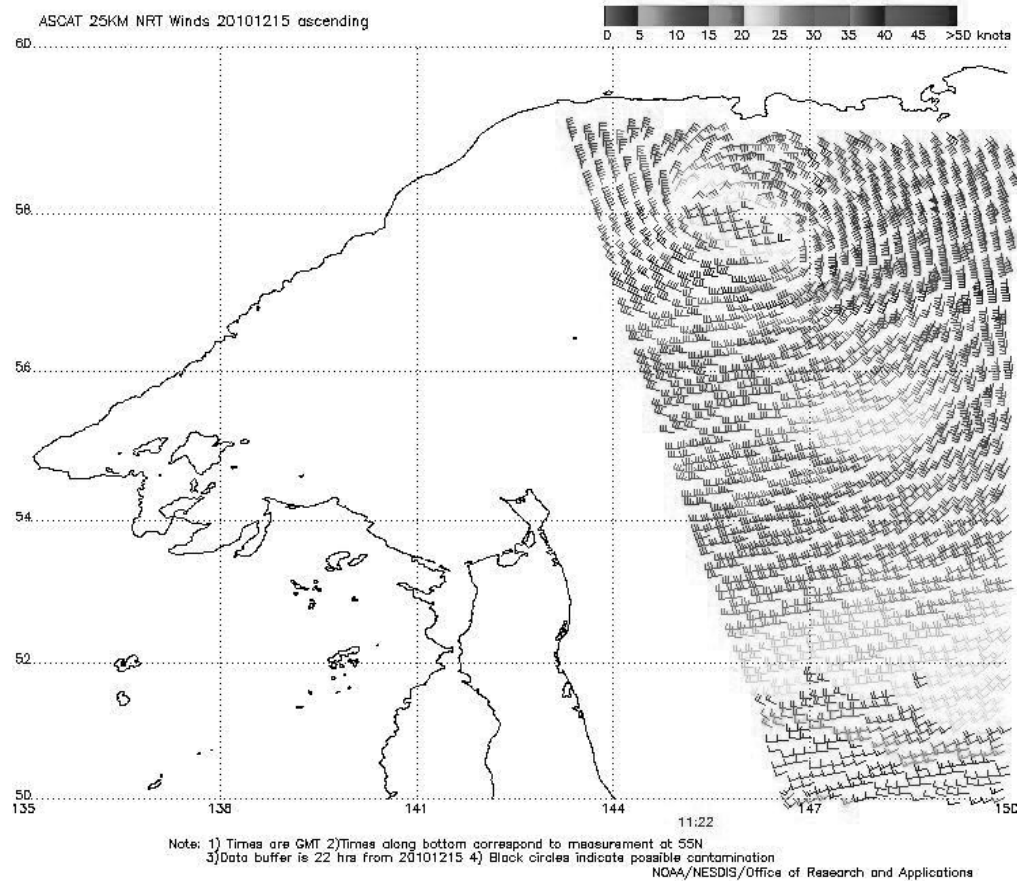 ASCAT 25KM NRT Winds 20101215 ascending
0 5 10 15 20 25 30 35 40 45 >50 knots
60
58
56
54
52
50
135 138 141 144 147 150
11:22
Note: 1) Times are GMT 2)Times along bottom correspond to measurement at 55N
3)Data buffer is 22 hrs from 20101215 4) Black circles indicate possible contamination
NOAA/NESDIS/Office of Research and Applications